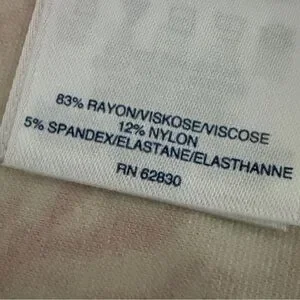 83% RAYON/VISKOSE/VISCOSE
12% NYLON
5% SPANDEX/ELASTANE/ELASTHANNE
RN 62830